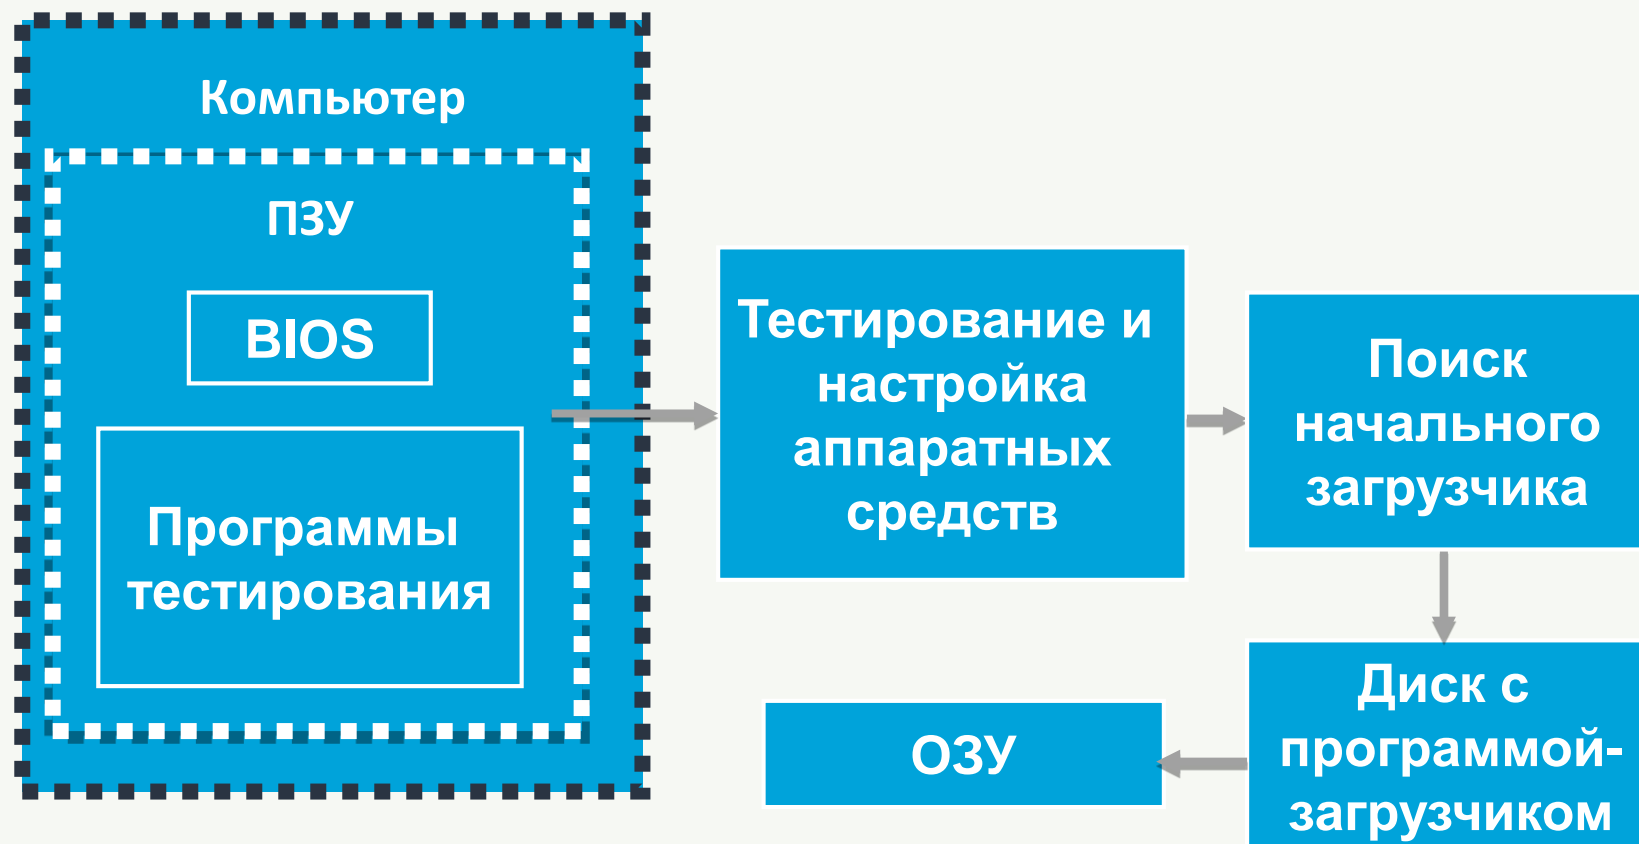 Компьютер
ПЗУ
BIOS
Программы
тестирования
Тестирование и
настройка
аппаратных
средств
Поиск
начального
загрузчика
Диск с
программой-
загрузчиком
ОЗУ